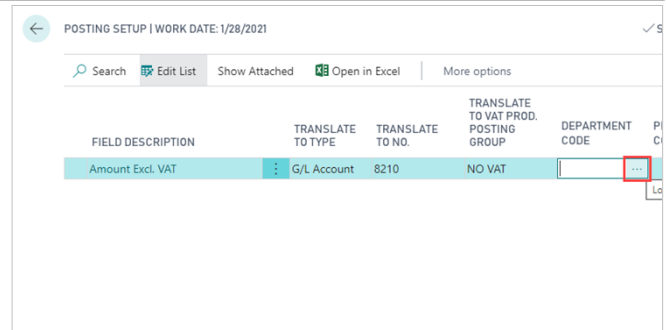 POSTING SETUP | WORK DATE: 1/28/2021
Search Edit List Show Attached Open in Excel More options
FIELD DESCRIPTION
TRANSLATE
TO TYPE
TRANSLATE
TO NO.
TRANSLATE
TO VAT PROD.
POSTING
GROUP
DEPARTMENT
CODE
Amount Excl. VAT G/L Account 8210 NO VAT